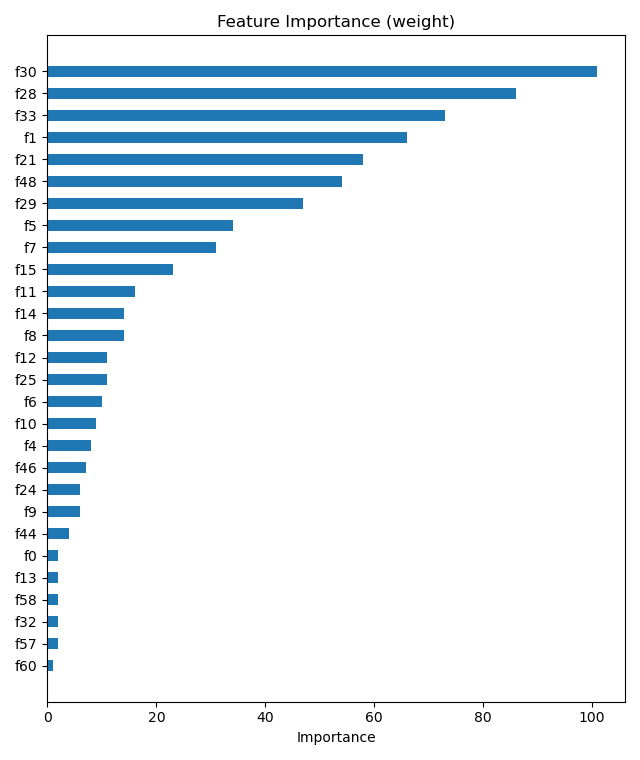 Feature Importance (weight)
f30
f28
f33
f1
f21
f48
f29
f5
f7
f15
f11
f14
f8
f12
f25
f6
f10
f4
f46
f24
f9
f44
f0
f13
f58
f32
f57
f60
0 20 40 60 80 100
Importance